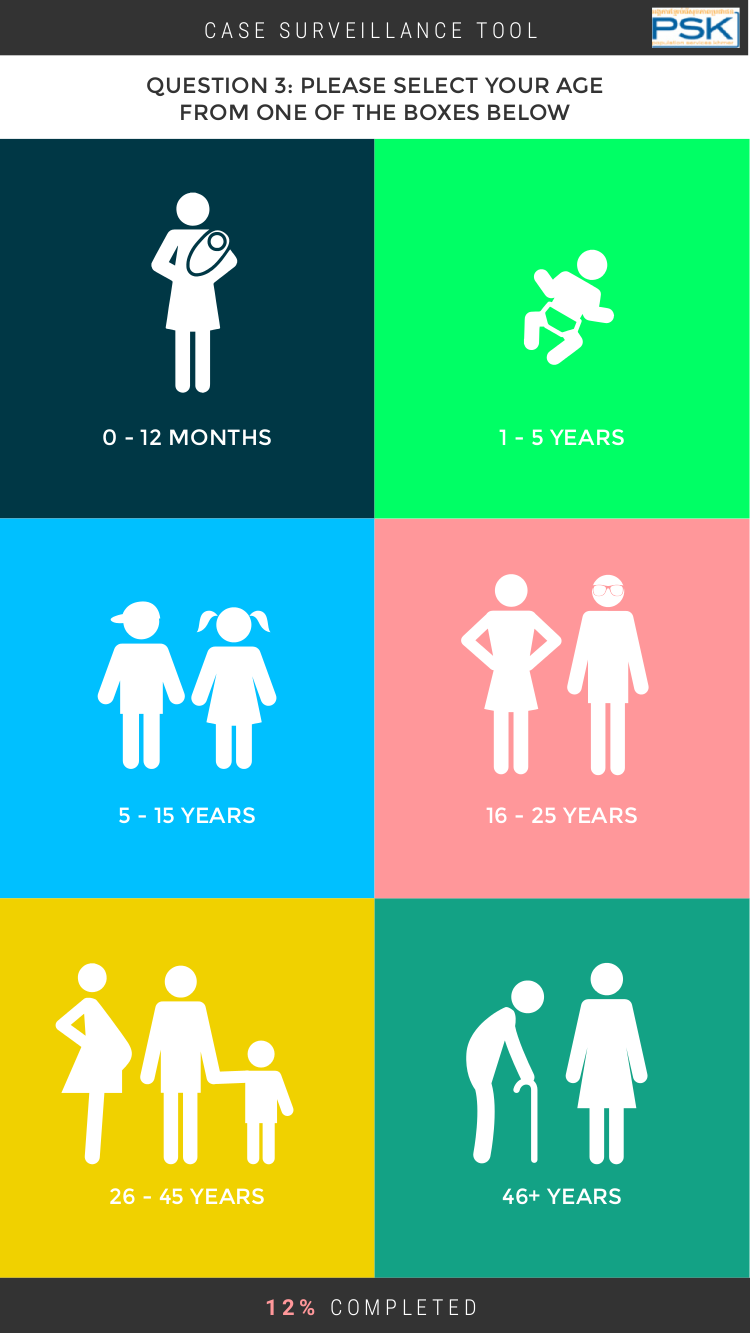 CASE SURVEILLANCE TOOL
PSK
QUESTION 3: PLEASE SELECT YOUR AGE
FROM ONE OF THE BOXES BELOW
0 - 12 MONTHS
1 - 5 YEARS
5 - 15 YEARS
16 - 25 YEARS
26 - 45 YEARS
46+ YEARS
12% COMPLETED